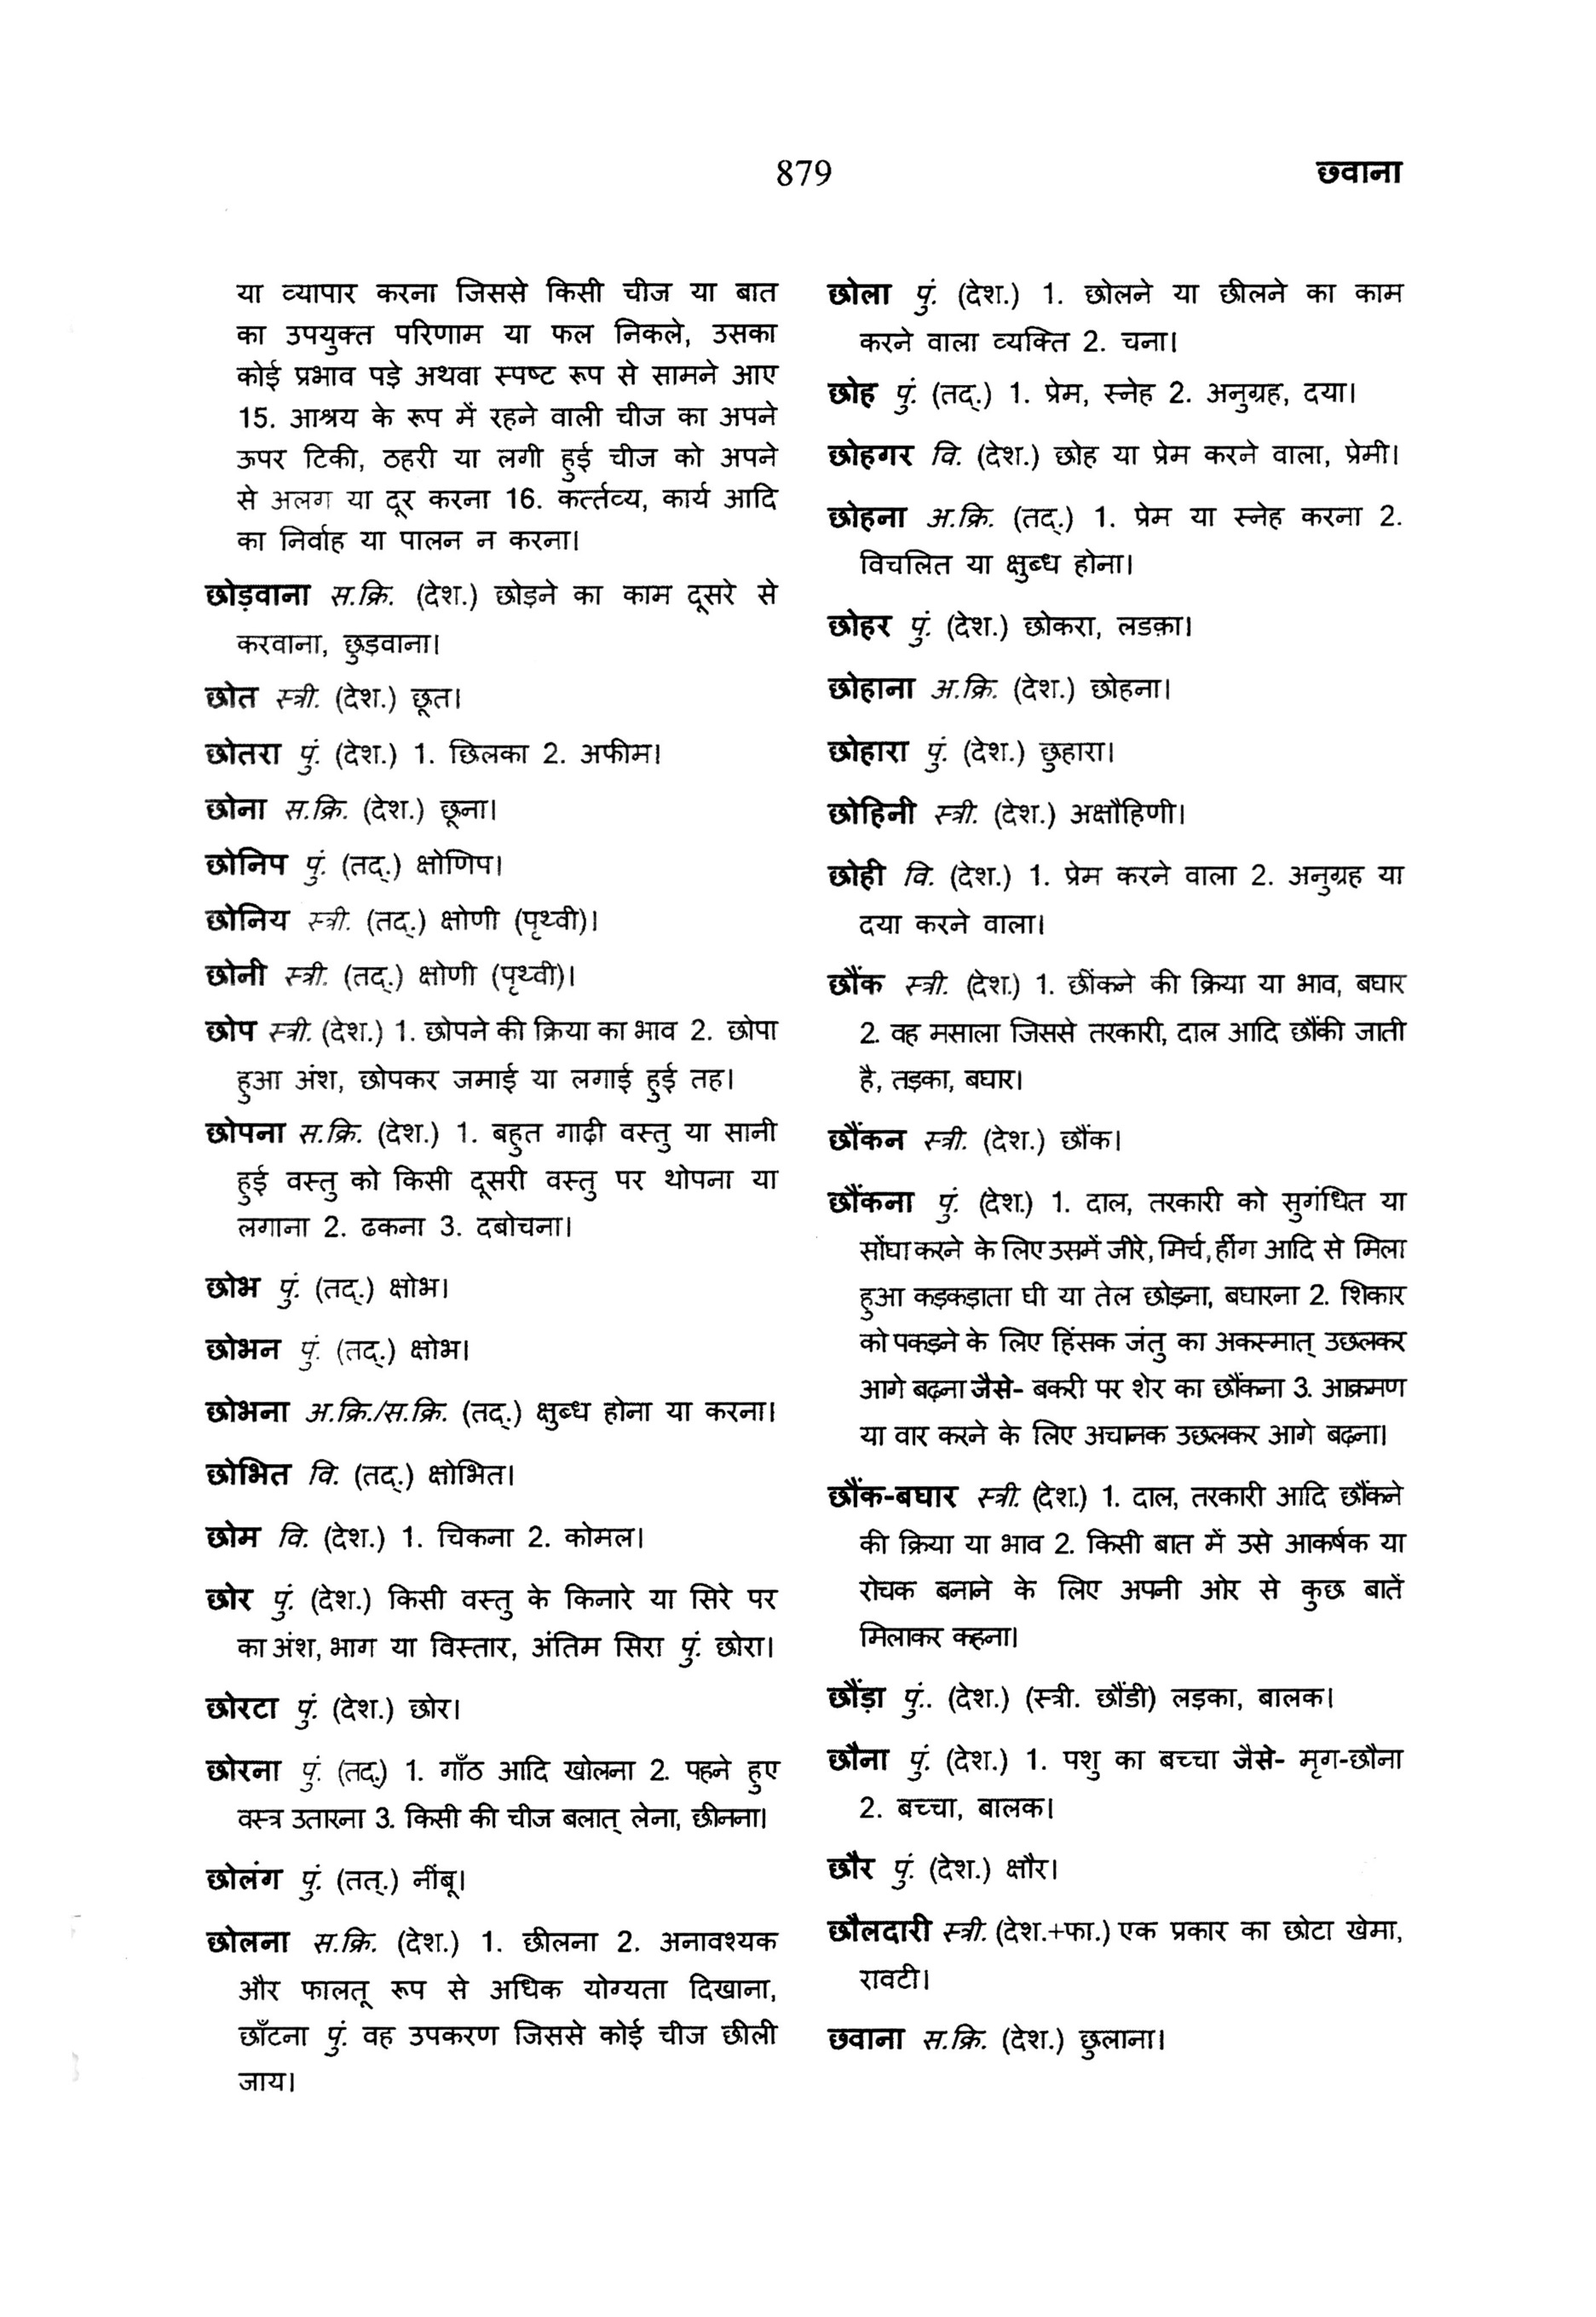 879
छ्वाना
या व्यापार करना जिससे किसी चीज या बात
का उपयुक्त परिणाम या फल निकले, उसका
कोई प्रभाव पड़े अथवा स्पष्ट रूप से सामने आए
15. आश्रय के रूप में रहने वाली चीज का अपने
ऊपर टिकी, ठहरी या लगी हुई चीज को अपने
से अलग या दूर करना 16. कर्त्तव्य, कार्य आदि
का निर्वाह या पालन न करना।
छोड़वाना स.क्रि. (देश.) छोड़ने का काम दूसरे से
करवाना, छुड़वाना।
छोत स्त्री. (देश.) छूत।
छोतरा पुं. (देश.) 1. छिलका 2. अफीम।
छोना स.क्रि. (देश.) छूना।
छोनिप पुं. (तद्.) क्षोणिप।
छोनिय स्त्री. (तद्.) क्षोणी (पृथ्वी)।
छोनी स्त्री. (तद्.) क्षोणी (पृथ्वी)।
छोप स्त्री. (देश.) 1. छोपने की क्रिया का भाव 2. छोपा
हुआ अंश, छोपकर जमाई या लगाई हुई तह।
छोपना स.क्रि. (देश.) 1. बहुत गाढ़ी वस्तु या सानी
हुई वस्तु को किसी दूसरी वस्तु पर थोपना या
लगाना 2. ढकना 3. दबोचना।
छोभ पुं. (तद्.) क्षोभ।
छोभन पुं. (तद्.) क्षोभ।
छोभना अ.क्रि./स.क्रि. (तद्.) क्षुब्ध होना या करना।
छोभित वि. (तद्.) क्षोभित।
छोम वि. (देश.) 1. चिकना 2. कोमल।
छोर पुं. (देश.) किसी वस्तु के किनारे या सिरे पर
का अंश, भाग या विस्तार, अंतिम सिरा पुं. छोरा।
छोरटा पुं. (देश.) छोर।
छोरना पुं. (तद्.) 1. गाँठ आदि खोलना 2. पहने हुए
वस्त्र उतारना 3. किसी की चीज बलात् लेना, छीनना।
छोलंग पुं. (तत्.) नींबू।
छोलना स.क्रि. (देश.) 1. छीलना 2. अनावश्यक
और फालतू रूप से अधिक योग्यता दिखाना,
छाँटना पुं. वह उपकरण जिससे कोई चीज छीली
जाय।
छोला पुं. (देश.) 1. छोलने या छीलने का काम
करने वाला व्यक्ति 2. चना।
छोह पुं. (तद्.) 1. प्रेम, स्नेह 2. अनुग्रह, दया।
छोहगर वि. (देश.) छोह या प्रेम करने वाला, प्रेमी।
छोहना अ.क्रि. (तद्.) 1. प्रेम या स्नेह करना 2.
विचलित या क्षुब्ध होना।
छोहर पुं. (देश.) छोकरा, लडक़ा।
छोहाना अ.क्रि. (देश.) छोहना।
छोहारा पुं. (देश.) छुहारा।
छोहिनी स्त्री. (देश.) अक्षौहिणी।
छोही वि. (देश.) 1. प्रेम करने वाला 2. अनुग्रह या
दया करने वाला।
छौंक स्त्री. (देश.) 1. छींकने की क्रिया या भाव, बघार
2. वह मसाला जिससे तरकारी, दाल आदि छौंकी जाती
है, तड़का, बघार।
छौंकन स्त्री. (देश.) छौंक।
छौंकना पुं. (देश.) 1. दाल, तरकारी को सुगंधित या
सोंघा करने के लिए उसमें जीरे, मिर्च, हींग आदि से मिला
हुआ कड़कड़ाता घी या तेल छोड़ना, बघारना 2. शिकार
को पकड़ने के लिए हिंसक जंतु का अकस्मात् उछलकर
आगे बढ़ना जैसे- बकरी पर शेर का छौंकना 3. आक्रमण
या वार करने के लिए अचानक उछलकर आगे बढ़ना।
छौंक-बघार स्त्री. (देश.) 1. दाल, तरकारी आदि छौंकने
की क्रिया या भाव 2. किसी बात में उसे आकर्षक या
रोचक बनाने के लिए अपनी ओर से कुछ बातें
मिलाकर कहना।
छौंड़ा पुं.. (देश.) (स्त्री. छौंडी) लड़का, बालक।
छौना पुं. (देश.) 1. पशु का बच्चा जैसे- मृग-छौना
2. बच्चा, बालक।
छौर पुं. (देश.) क्षौर।
छौलदारी स्त्री. (देश.+फा.) एक प्रकार का छोटा खेमा,
रावटी।
छवाना स.क्रि. (देश.) छुलाना।